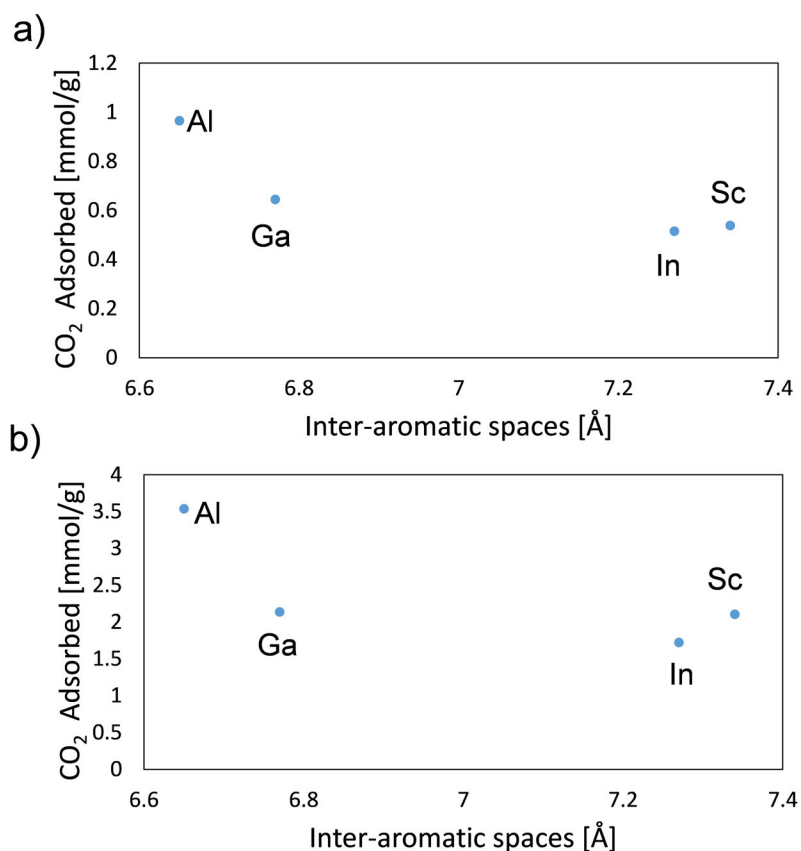 a)
CO2 Adsorbed [mmol/g]
1.2
1
0.8
0.6
0.4
0.2
0
Al
Ga
Sc
In
6.6 6.8 7 7.2 7.4
Inter-aromatic spaces [Å]
b)
CO2 Adsorbed [mmol/g]
4
3.5
3
2.5
2
1.5
1
0.5
0
Al
Ga
Sc
In
6.6 6.8 7 7.2 7.4
Inter-aromatic spaces [Å]